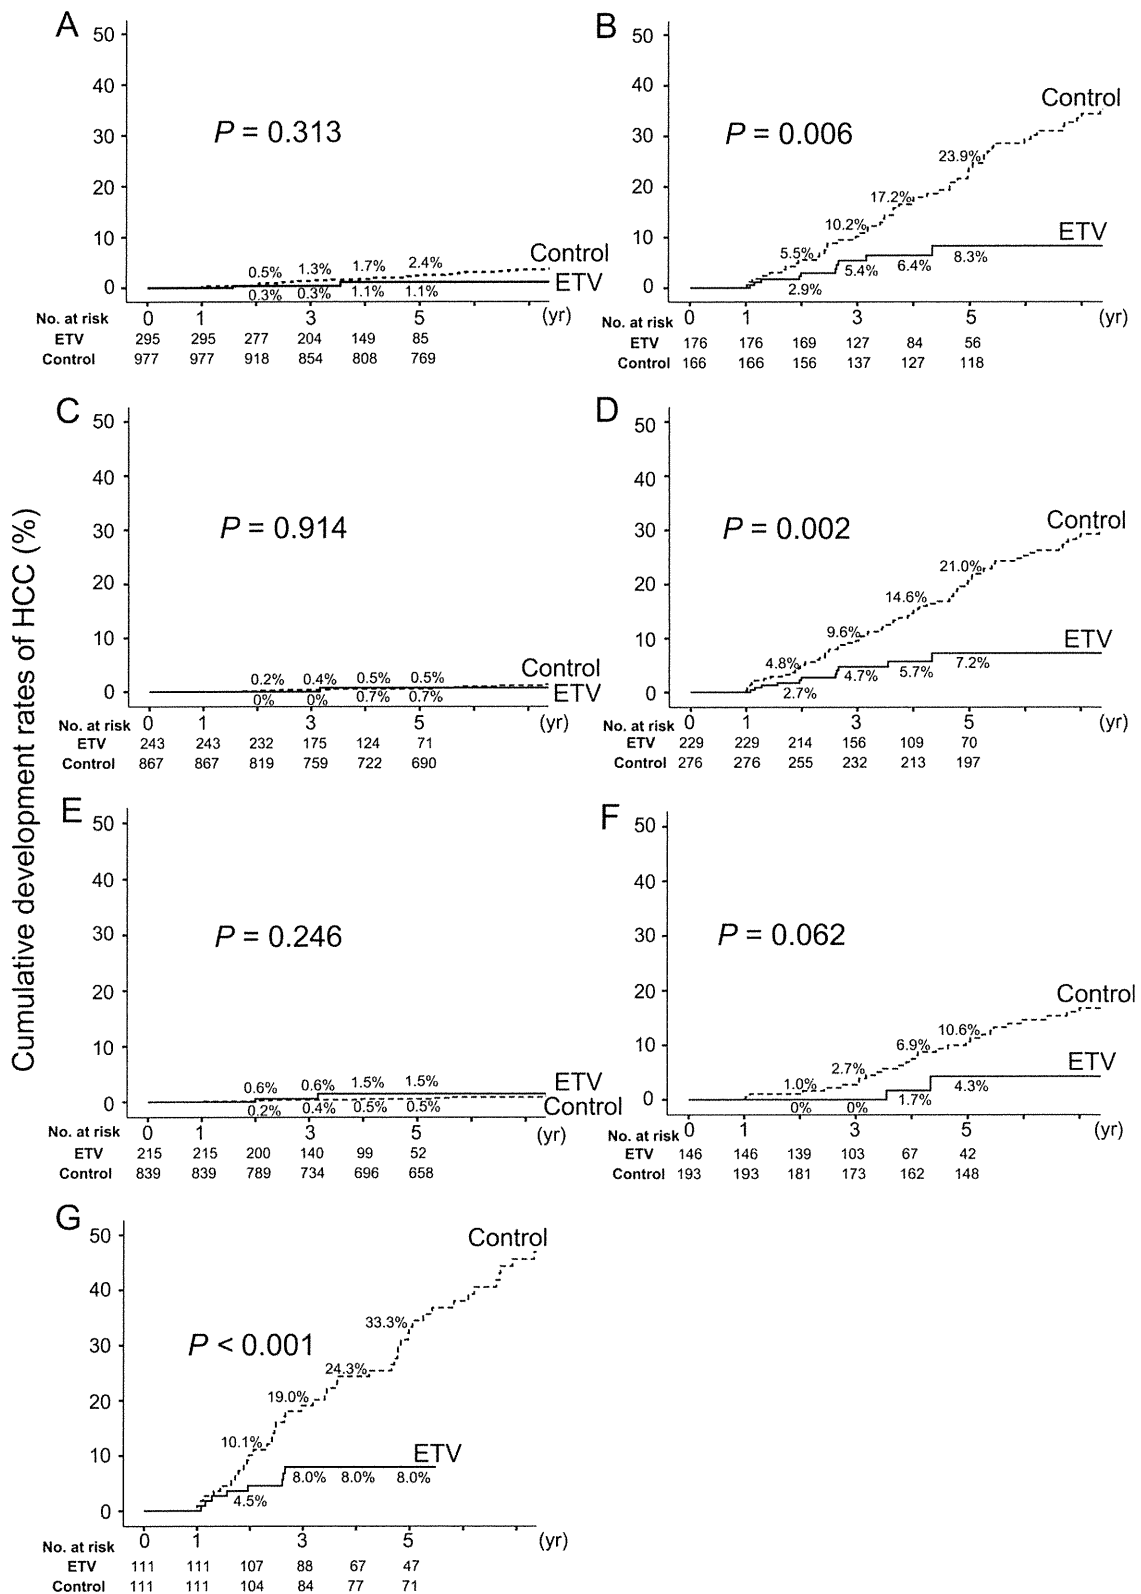 Cumulative development rates of HCC (%)
A
50
40
30
20
10
0
P = 0.313
Control
ETV
0.5% 1.3% 1.7% 2.4%
0.3% 0.3% 1.1% 1.1%
No. at risk 0 1 3 5 (yr)
ETV 295 295 277 204 149 85
Control 977 977 918 854 808 769
B
50
40
30
20
10
0
P = 0.006
Control
ETV
5.5% 10.2% 17.2% 23.9%
2.9% 5.4% 6.4% 8.3%
No. at risk 0 1 3 5 (yr)
ETV 176 176 169 127 84 56
Control 166 166 156 137 127 118
C
50
40
30
20
10
0
P = 0.914
Control
ETV
0.2% 0.4% 0.5% 0.5%
0% 0% 0.7% 0.7%
No. at risk 0 1 3 5 (yr)
ETV 243 243 232 175 124 71
Control 867 867 819 759 722 690
D
50
40
30
20
10
0
P = 0.002
Control
ETV
4.8% 9.6% 14.6% 21.0%
2.7% 4.7% 5.7% 7.2%
No. at risk 0 1 3 5 (yr)
ETV 229 229 214 156 109 70
Control 276 276 255 232 213 197
E
50
40
30
20
10
0
P = 0.246
ETV
Control
0.6% 0.6% 1.5% 1.5%
0.2% 0.4% 0.5% 0.5%
No. at risk 0 1 3 5 (yr)
ETV 215 215 200 140 99 52
Control 839 839 789 734 696 658
F
50
40
30
20
10
0
P = 0.062
Control
ETV
1.0% 2.7% 6.9% 10.6%
0% 0% 1.7% 4.3%
No. at risk 0 1 3 5 (yr)
ETV 146 146 139 103 67 42
Control 193 193 181 173 162 148
G
50
40
30
20
10
0
P < 0.001
Control
ETV
10.1% 19.0% 24.3% 33.3%
4.5% 8.0% 8.0% 8.0%
No. at risk 0 1 3 5 (yr)
ETV 111 111 107 88 67 47
Control 111 111 104 84 77 71